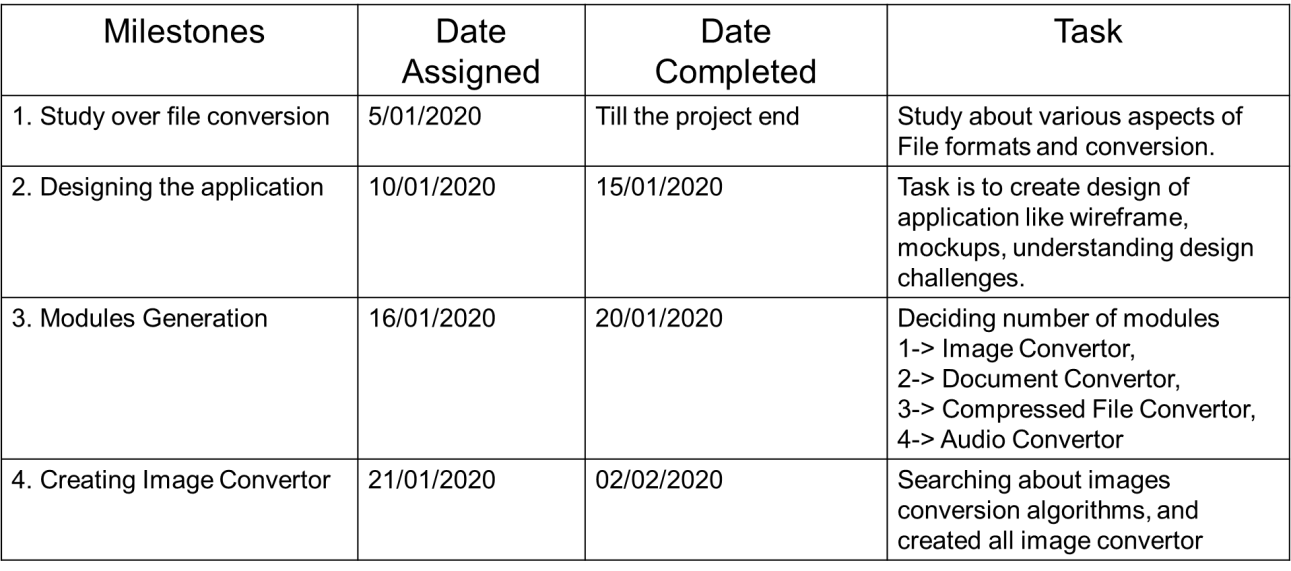 Milestones
Date
Assigned
Date
Completed
Task
1. Study over file conversion
5/01/2020
Till the project end
Study about various aspects of
File formats and conversion.
2. Designing the application
10/01/2020
15/01/2020
Task is to create design of
application like wireframe,
mockups, understanding design
challenges.
3. Modules Generation
16/01/2020
20/01/2020
Deciding number of modules
1-> Image Convertor,
2-> Document Convertor,
3-> Compressed File Convertor,
4-> Audio Convertor
4. Creating Image Convertor
21/01/2020
02/02/2020
Searching about images
conversion algorithms, and
created all image convertor